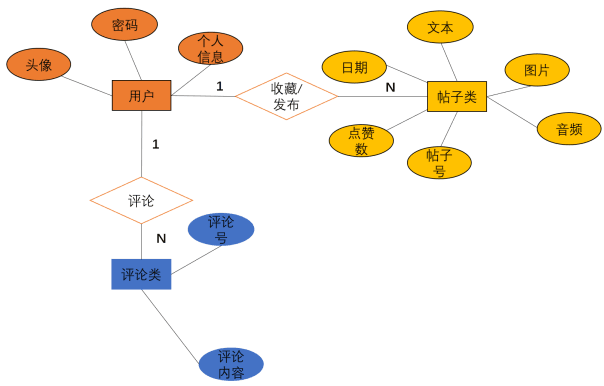 密码
文本
个人
信息
头像
日期
图片
用户
1
收藏/
发布
N
帖子类
音频
点赞
数
1
帖子
号
评论
评论
号
N
评论类
评论
内容